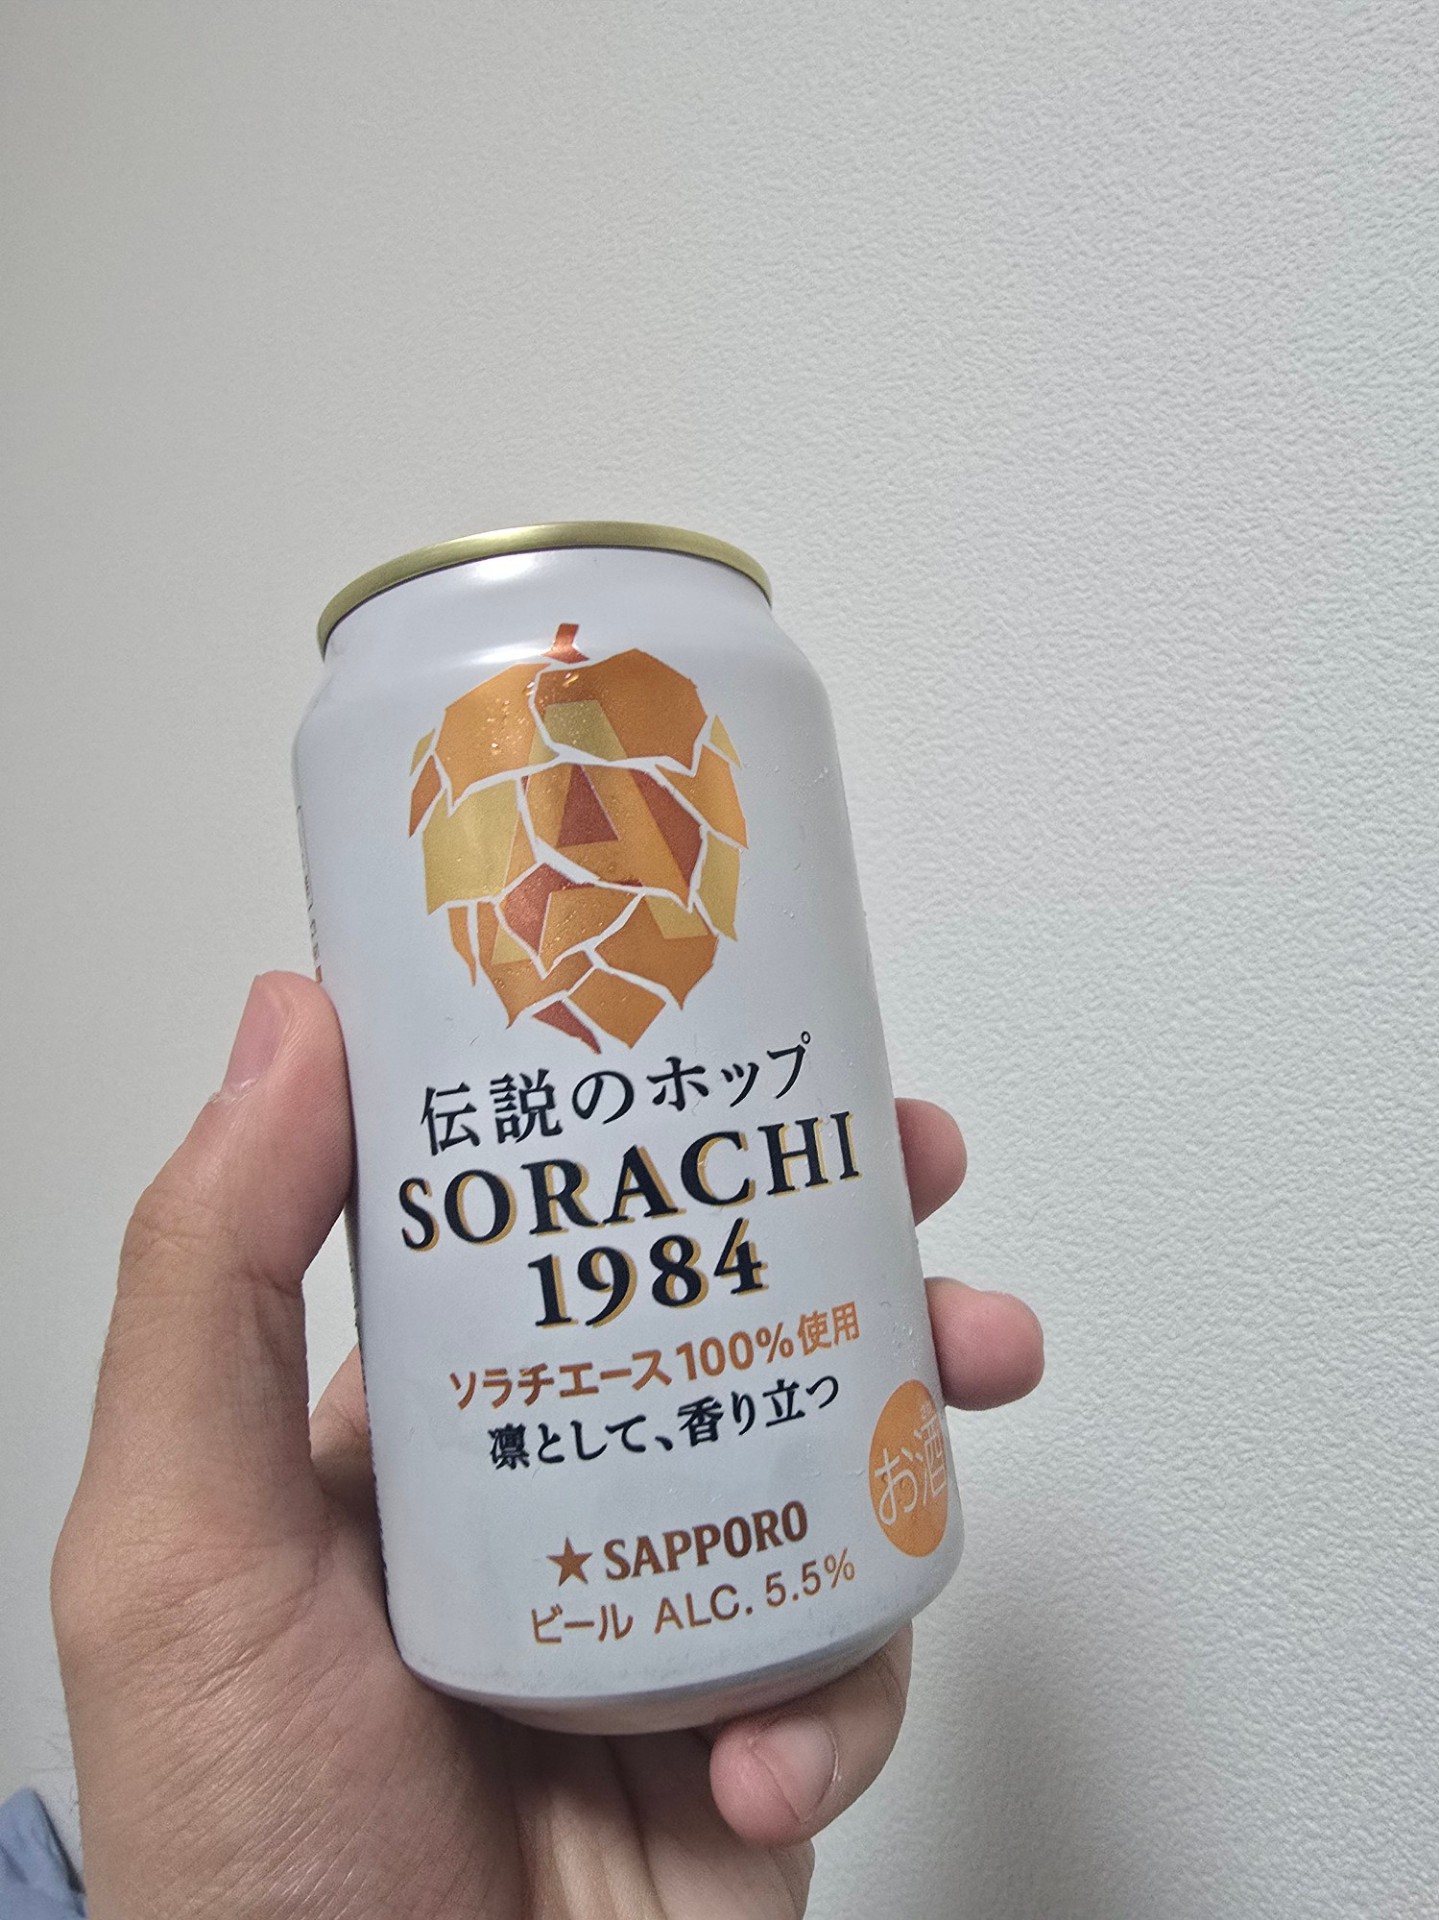 伝説のホップ
SORACHI
1984
ソラチエース100%使用
凛として、香り立つ
お酒
★SAPPORO
ビール ALC. 5.5%